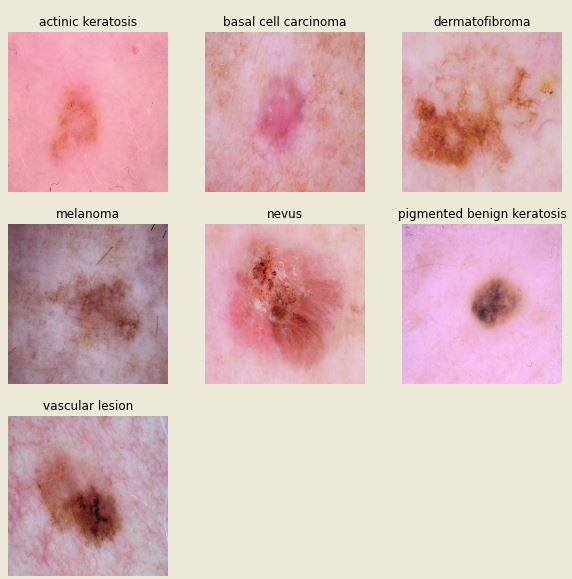 actinic keratosis
basal cell carcinoma
dermatofibroma
melanoma
nevus
pigmented benign keratosis
vascular lesion